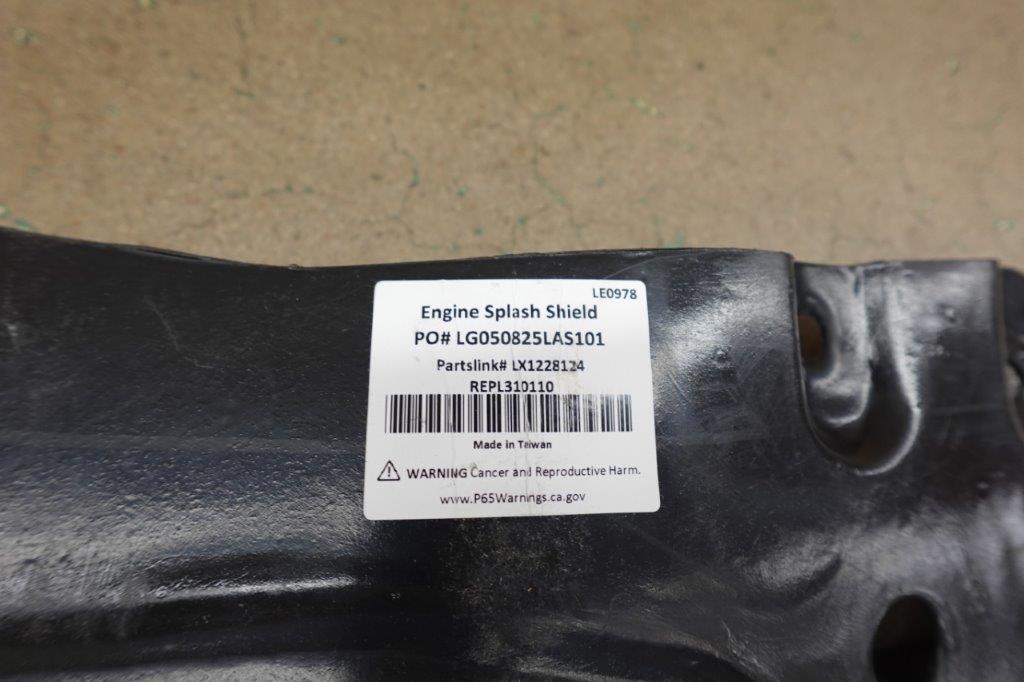 LE0978
Engine Splash Shield
PO# LG050825LAS101
Partslink# LX1228124
REPL310110
Made in Taiwan
⚠ WARNING Cancer and Reproductive Harm.
www.P65Warnings.ca.gov